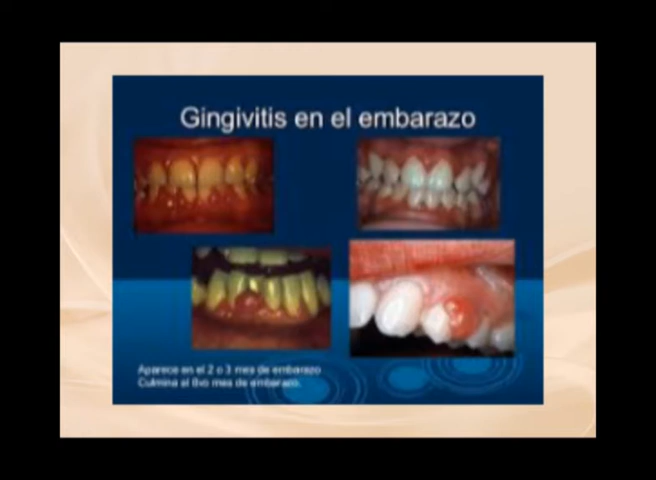 Gingivitis en el embarazo
Aparece en el 2 o 3 mes de embarazo
Culmina al 8vo mes de embarazo.